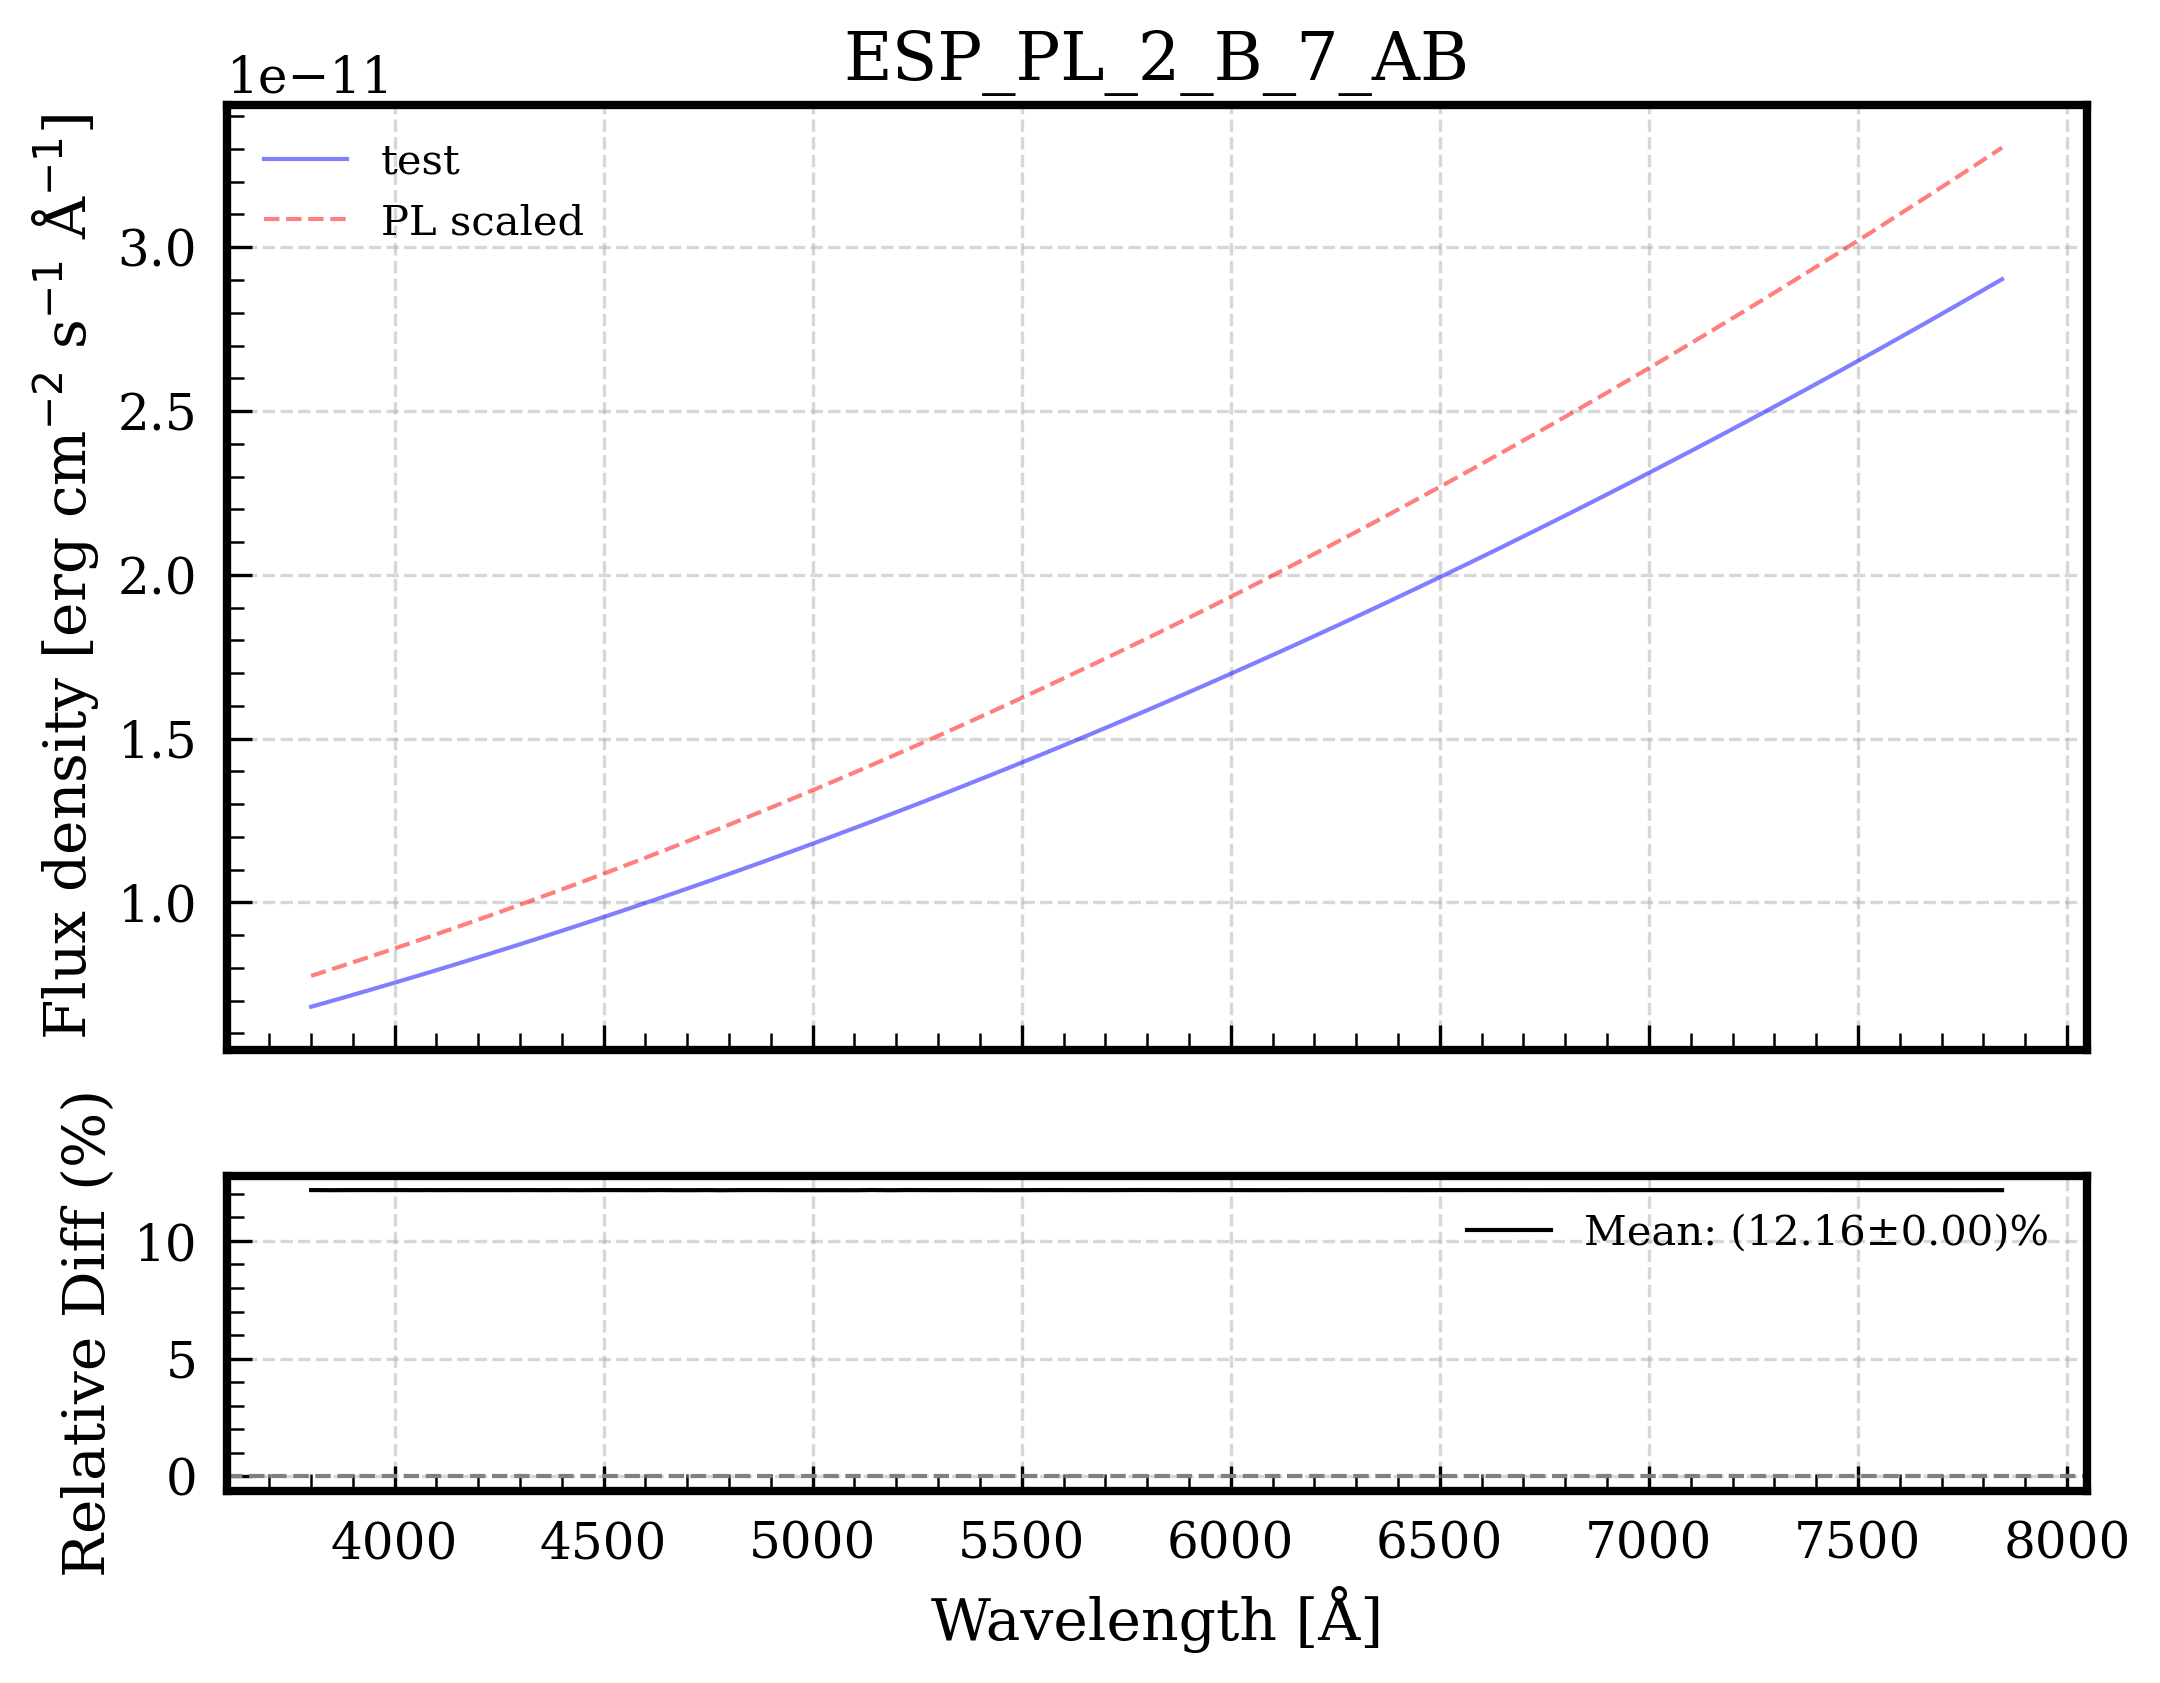 ESP_PL_2_B_7_AB
1e−11
test
PL scaled
Flux density [erg cm⁻² s⁻¹ Å⁻¹]
3.0
2.5
2.0
1.5
1.0
Relative Diff (%)
10
5
0
Mean: (12.16±0.00)%
4000 4500 5000 5500 6000 6500 7000 7500 8000
Wavelength [Å]